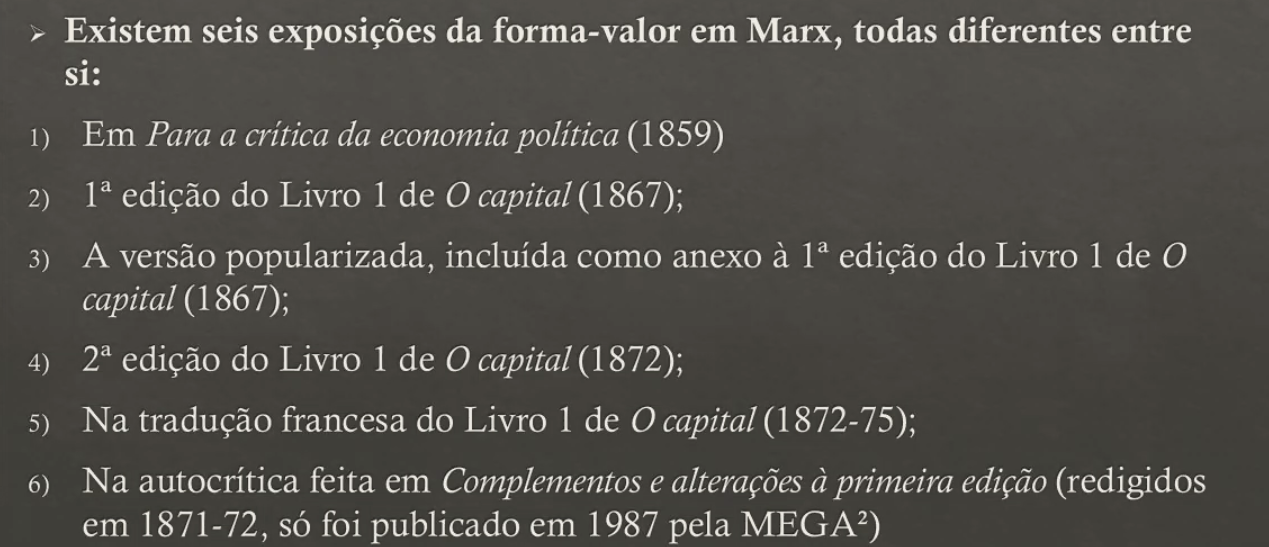 ➢ Existem seis exposições da forma-valor em Marx, todas diferentes entre
si:
1) Em Para a crítica da economia política (1859)
2) 1ª edição do Livro 1 de O capital (1867);
3) A versão popularizada, incluída como anexo à 1ª edição do Livro 1 de O
capital (1867);
4) 2ª edição do Livro 1 de O capital (1872);
5) Na tradução francesa do Livro 1 de O capital (1872-75);
6) Na autocrítica feita em Complementos e alterações à primeira edição (redigidos
em 1871-72, só foi publicado em 1987 pela MEGA²)